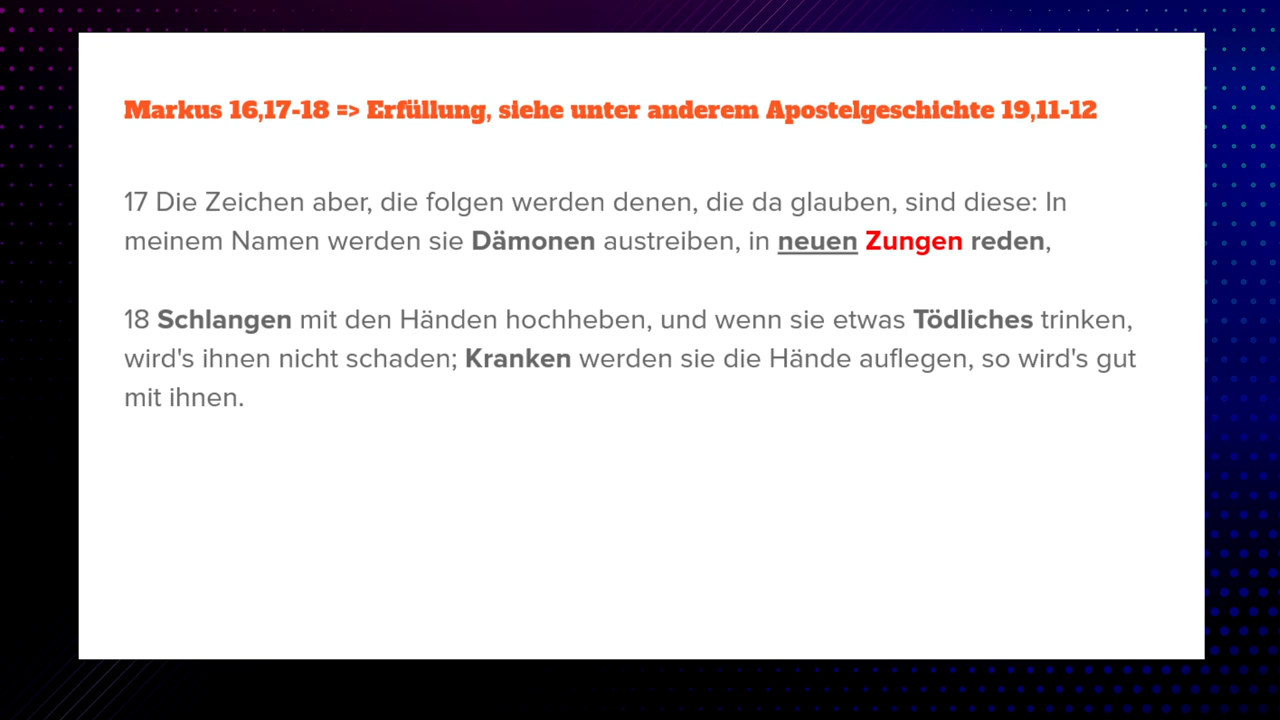 Markus 16,17-18 => Erfüllung, siehe unter anderem Apostelgeschichte 19,11-12
17 Die Zeichen aber, die folgen werden denen, die da glauben, sind diese: In
meinem Namen werden sie Dämonen austreiben, in neuen Zungen reden,
18 Schlangen mit den Händen hochheben, und wenn sie etwas Tödliches trinken,
wird's ihnen nicht schaden; Kranken werden sie die Hände auflegen, so wird's gut
mit ihnen.